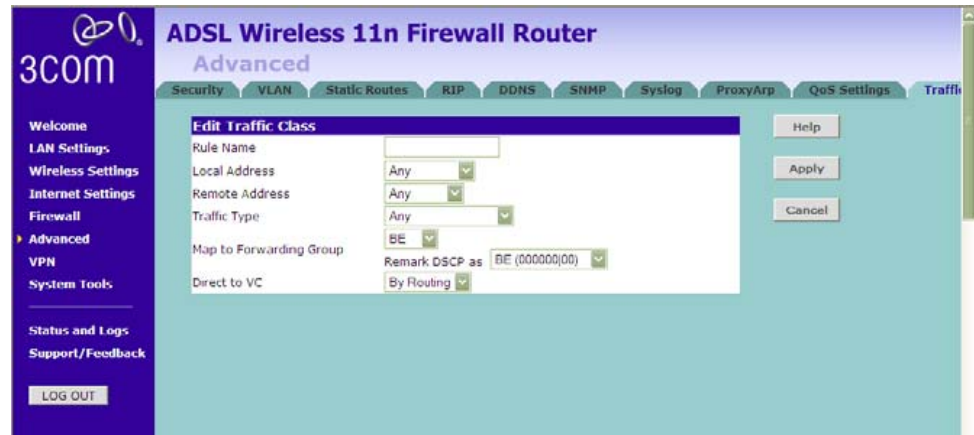 3COM
ADSL Wireless 11n Firewall Router
Advanced
Security VLAN Static Routes RIP DDNS SNMP Syslog ProxyArp QoS Settings Traffi
Welcome
LAN Settings
Wireless Settings
Internet Settings
Firewall
Advanced
VPN
System Tools
Status and Logs
Support/Feedback
LOG OUT
Edit Traffic Class
Rule Name
Local Address Any
Remote Address Any
Traffic Type Any
Map to Forwarding Group BE
Remark DSCP as BE (000000|00)
Direct to VC By Routing
Help
Apply
Cancel